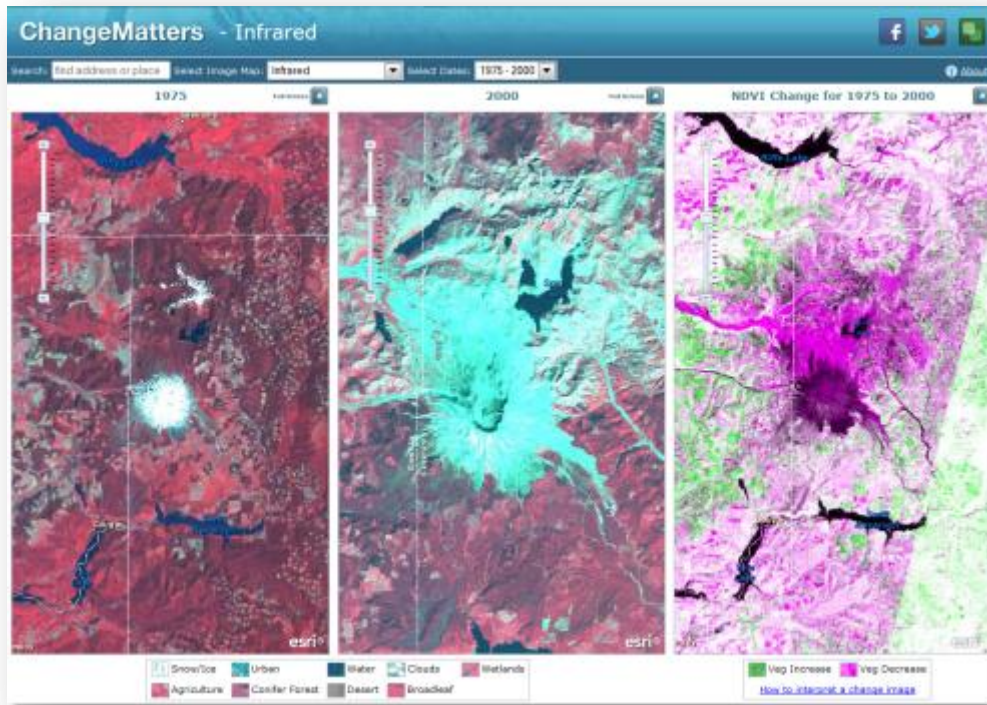 ChangeMatters - Infrared
Search: find address or place Select Image Map: Infrared Select Dates: 1975 - 2000 About
1975
2000
NDVI Change for 1975 to 2000
Riffe Lake
esri
esri
Snow/Ice Urban Water Clouds Wetlands
Agriculture Conifer Forest Desert Broadleaf
Veg Increase Veg Decrease
How to interpret a change image